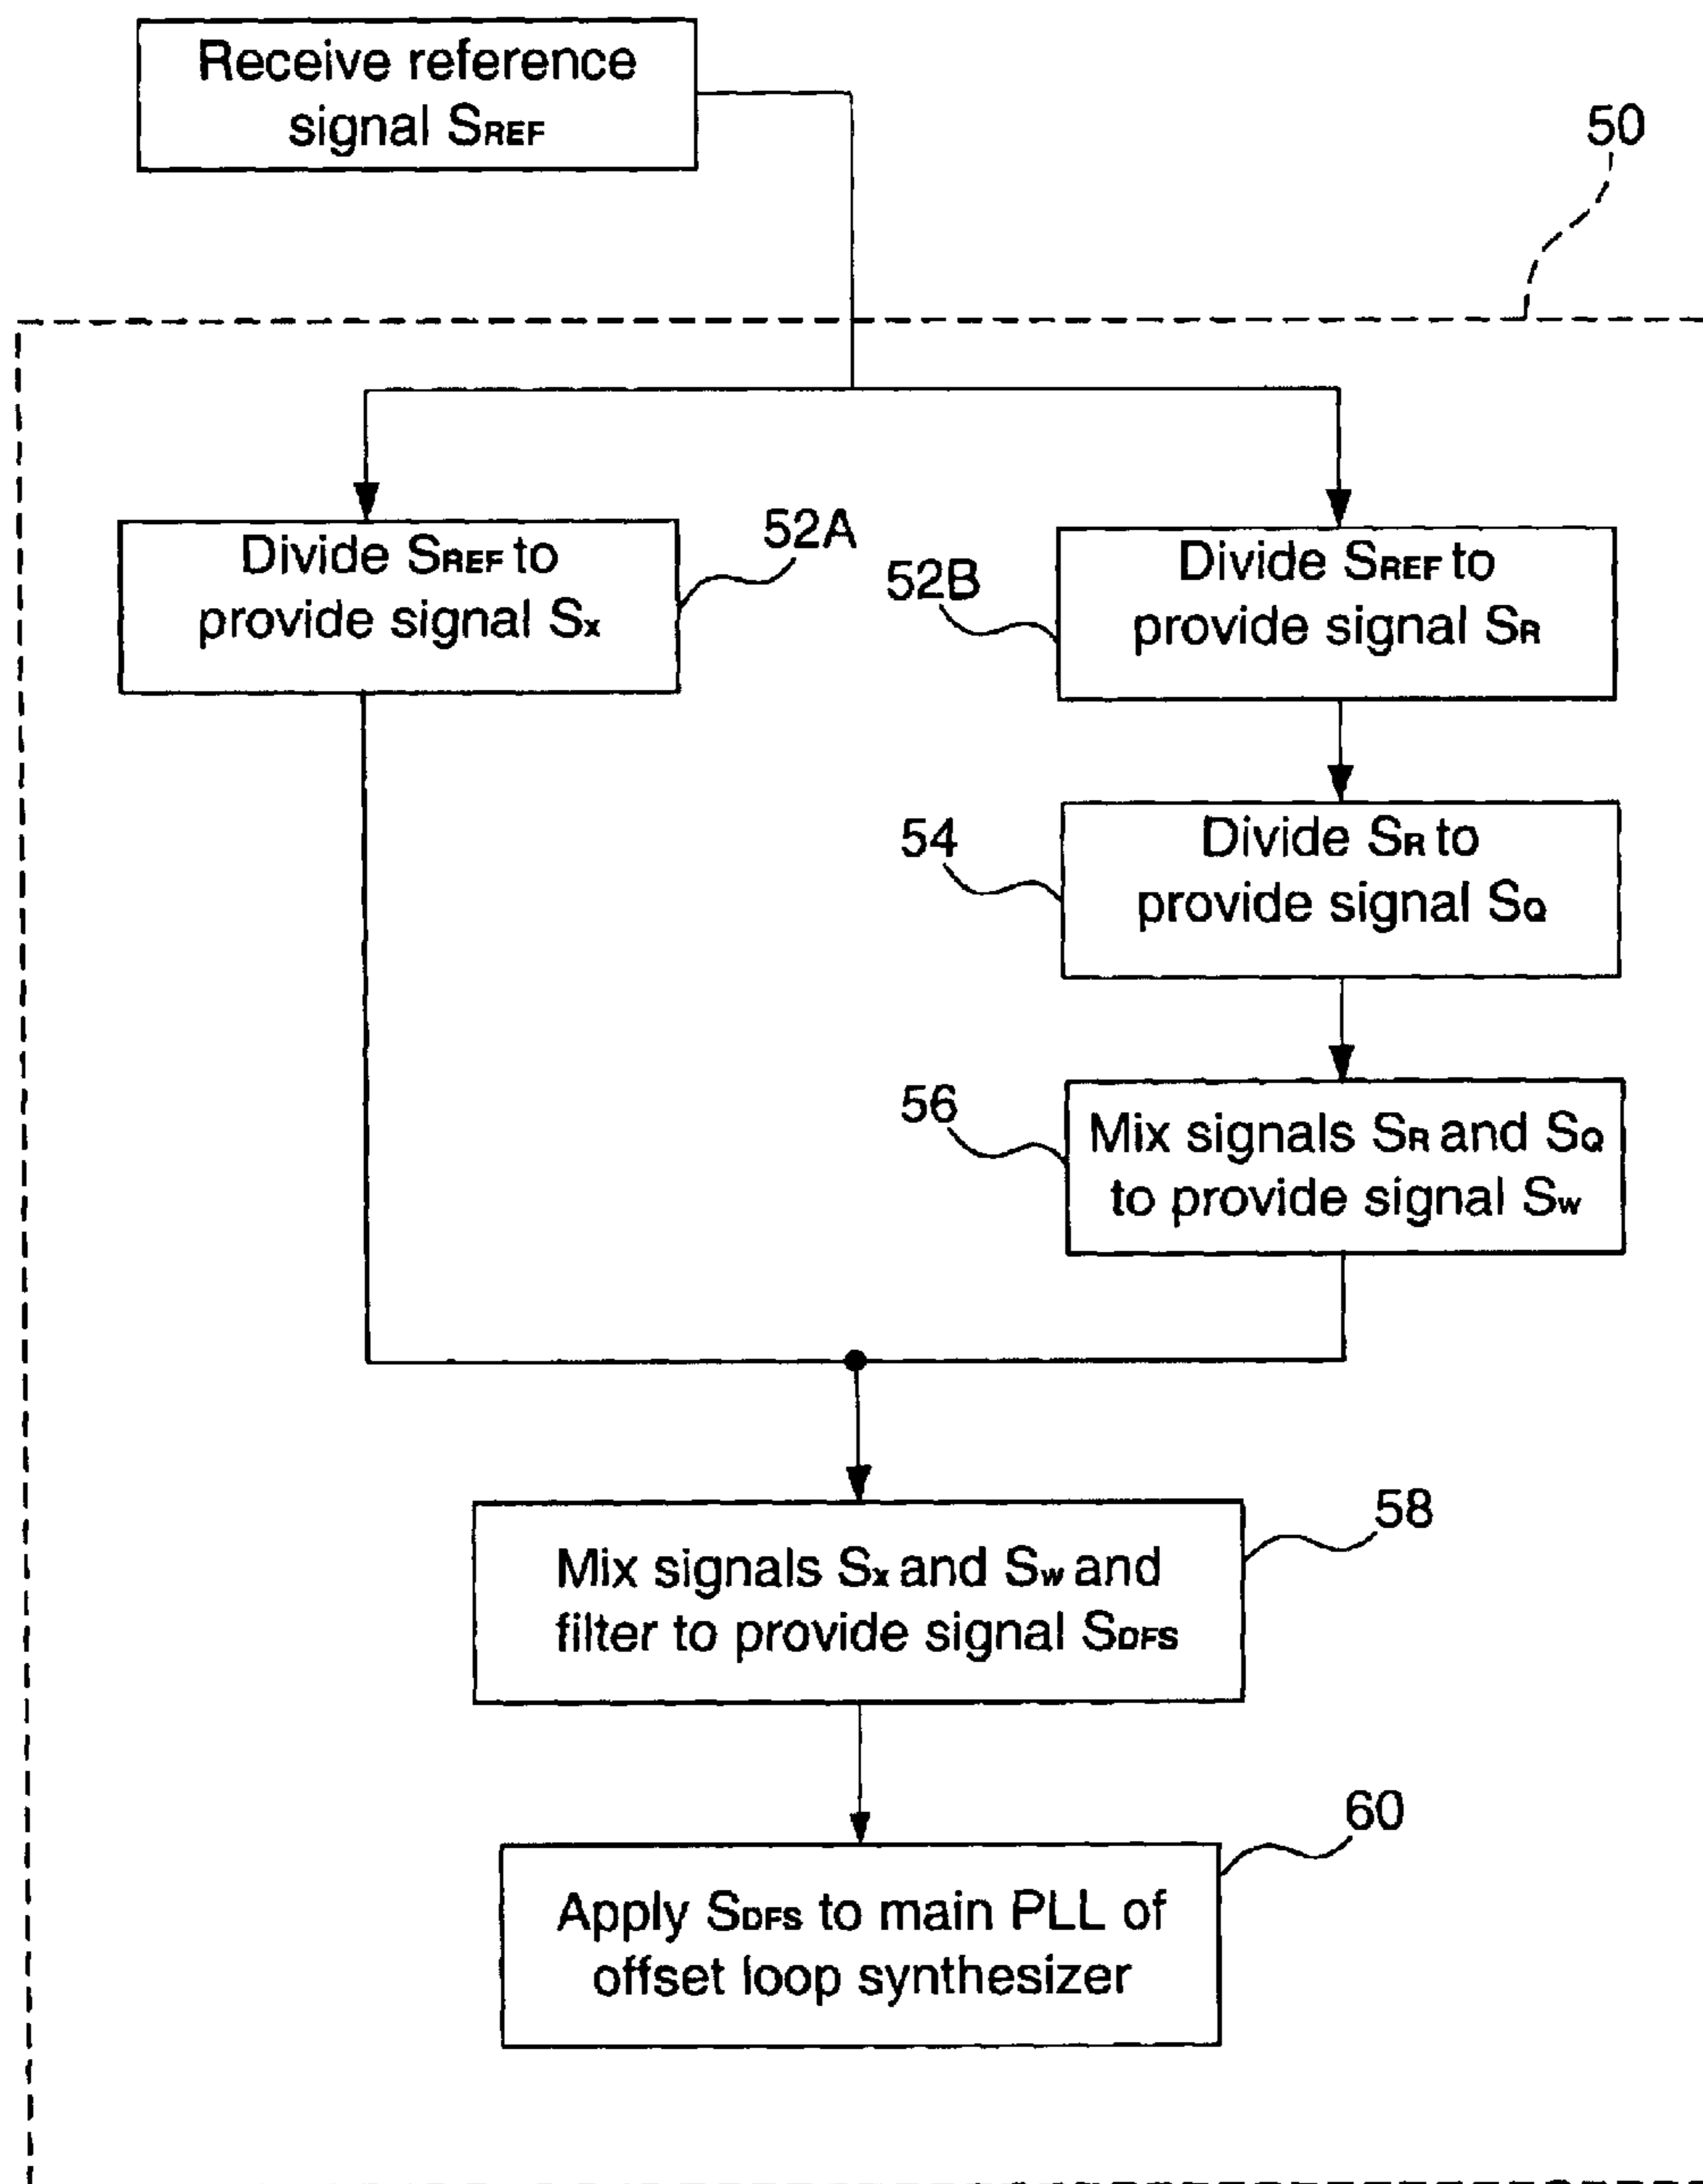 Receive reference
signal SREF
50
Divide SREF to
provide signal Sx
52A
52B
Divide SREF to
provide signal SR
54
Divide SR to
provide signal SQ
56
Mix signals SR and SQ
to provide signal Sw
58
Mix signals Sx and Sw and
filter to provide signal SDFS
60
Apply SDFS to main PLL of
offset loop synthesizer